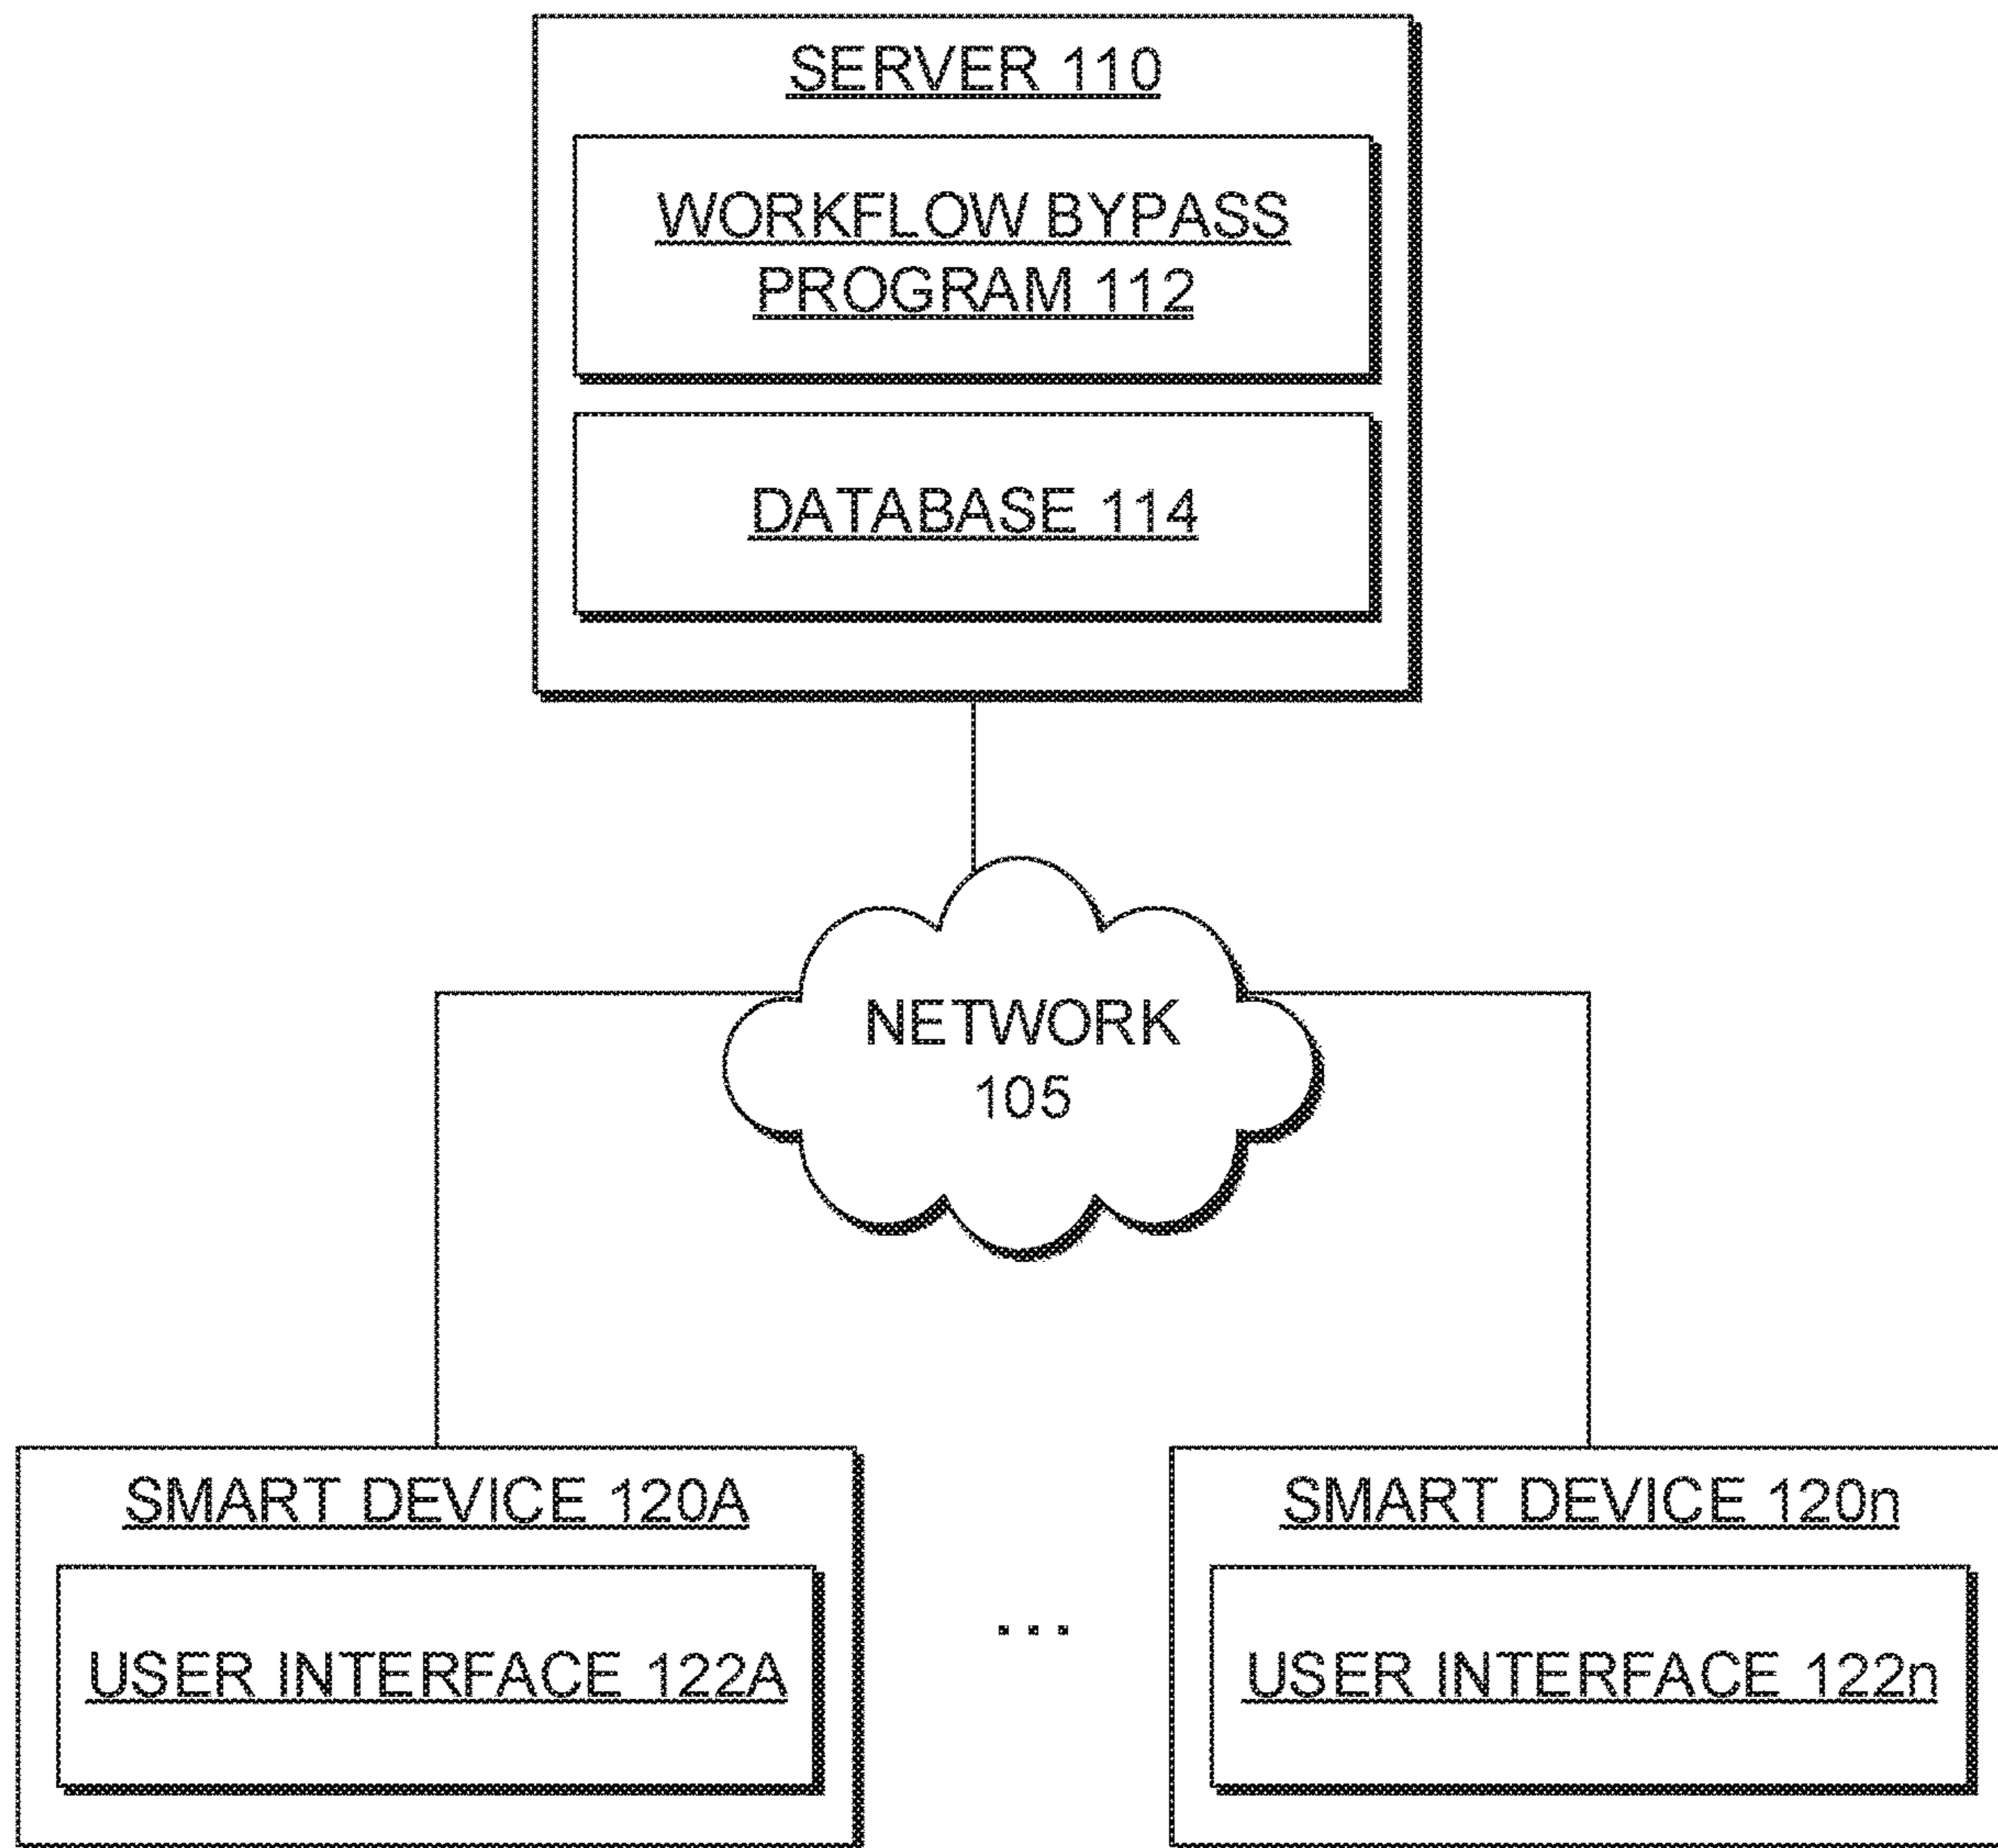 SERVER 110
WORKFLOW BYPASS
PROGRAM 112
DATABASE 114
NETWORK
105
SMART DEVICE 120A
USER INTERFACE 122A
...
SMART DEVICE 120n
USER INTERFACE 122n